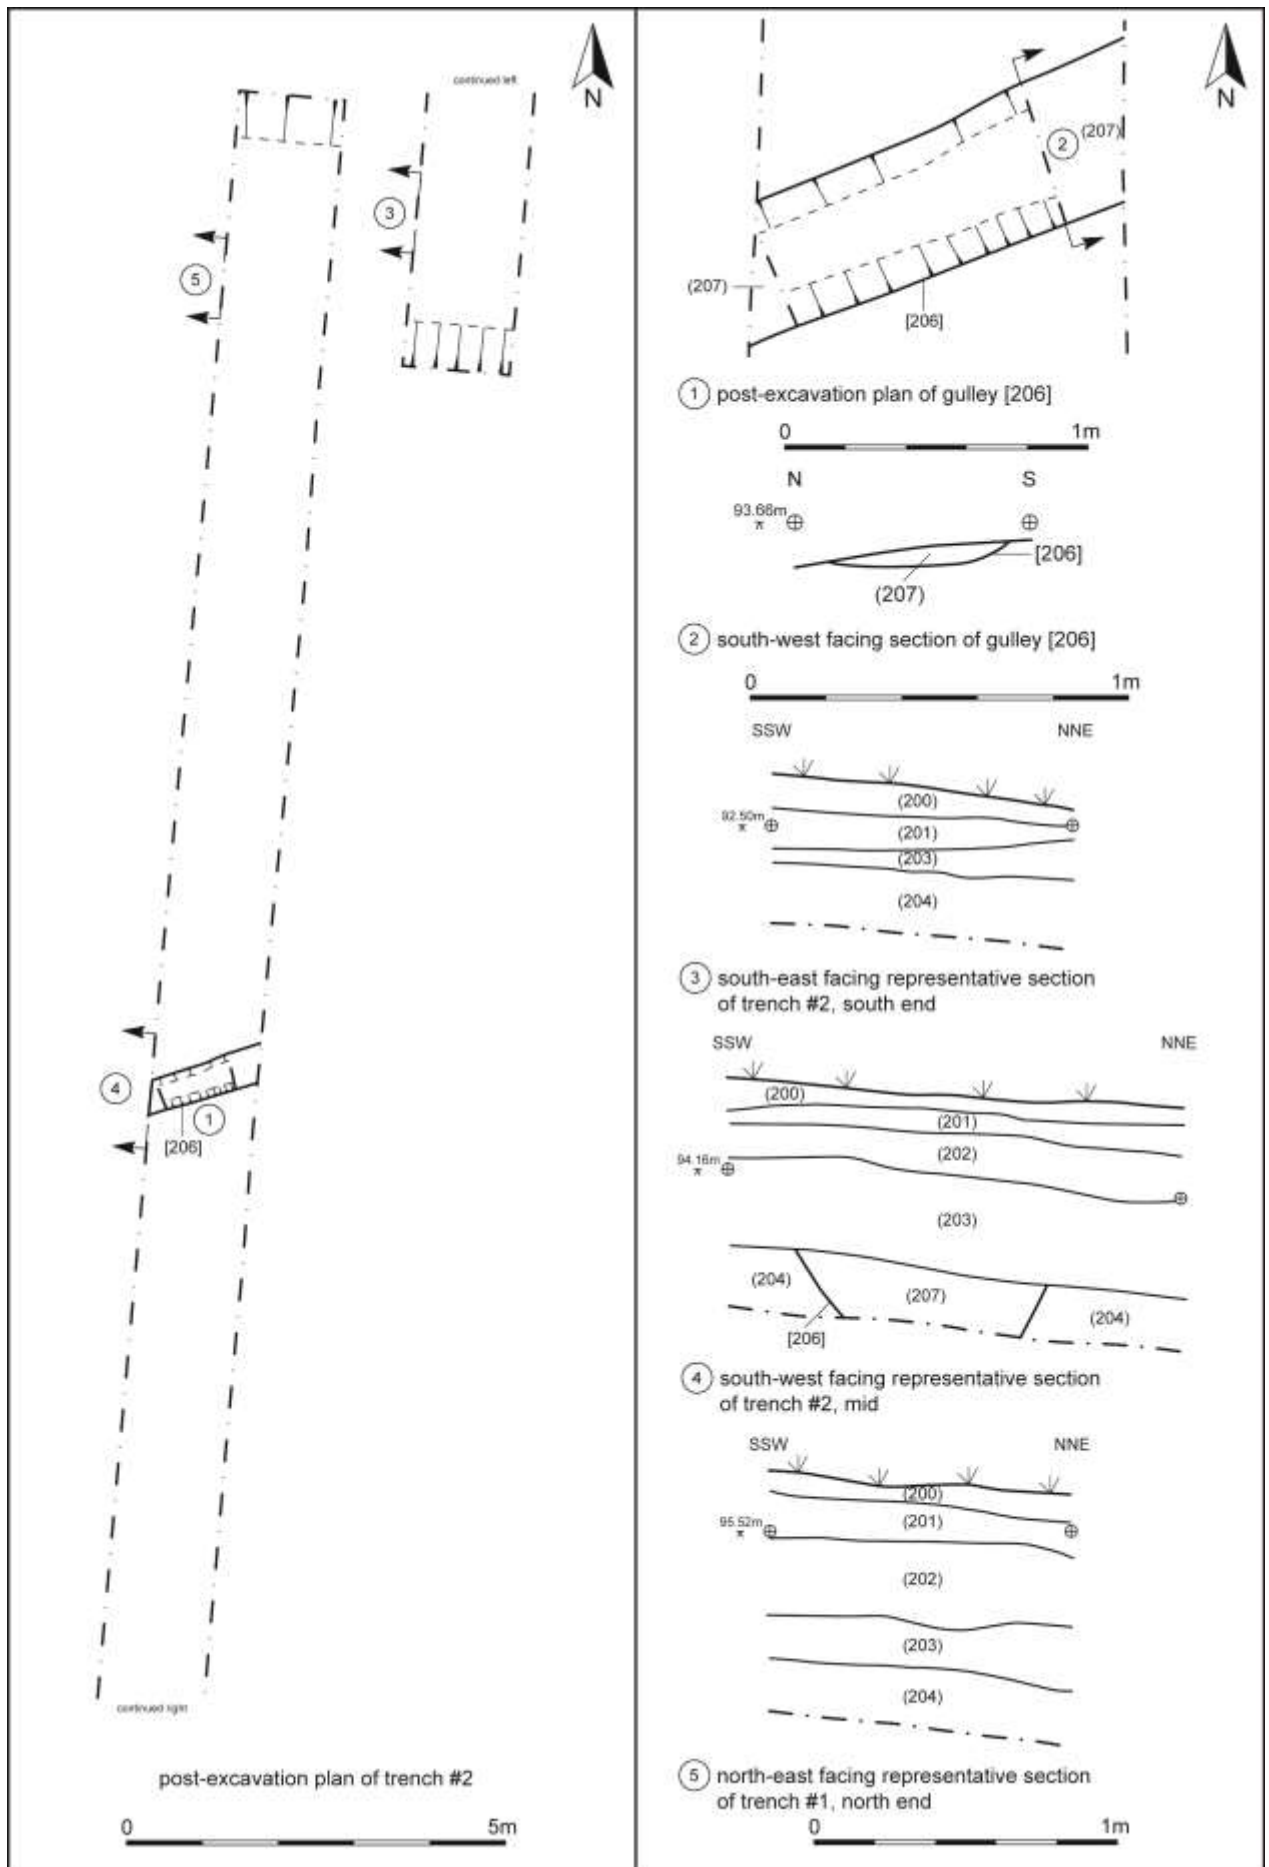 continued left
N
3
5
4
1
[206]
continued right
post-excavation plan of trench #2
0 5m
N
2 (207)
(207)
[206]
1 post-excavation plan of gulley [206]
0 1m
N S
93.66m
[206]
(207)
2 south-west facing section of gulley [206]
0 1m
SSW NNE
(200)
92.50m
(201)
(203)
(204)
3 south-east facing representative section
of trench #2, south end
SSW NNE
(200)
(201)
(202)
94.16m
(203)
(204)
(207)
(204)
[206]
4 south-west facing representative section
of trench #2, mid
SSW NNE
(200)
(201)
95.52m
(202)
(203)
(204)
5 north-east facing representative section
of trench #1, north end
0 1m